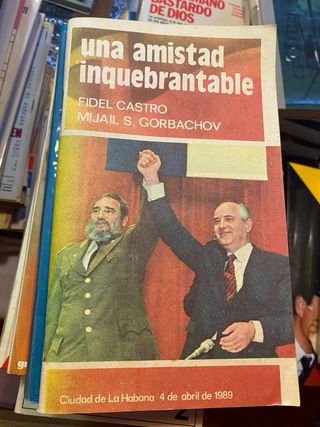 MANO
BASTARDO
DE DIOS
una amistad
inquebrantable
FIDEL CASTRO
MIJAIL S. GORBACHOV
Ciudad de La Habana 4 de abril de 1989